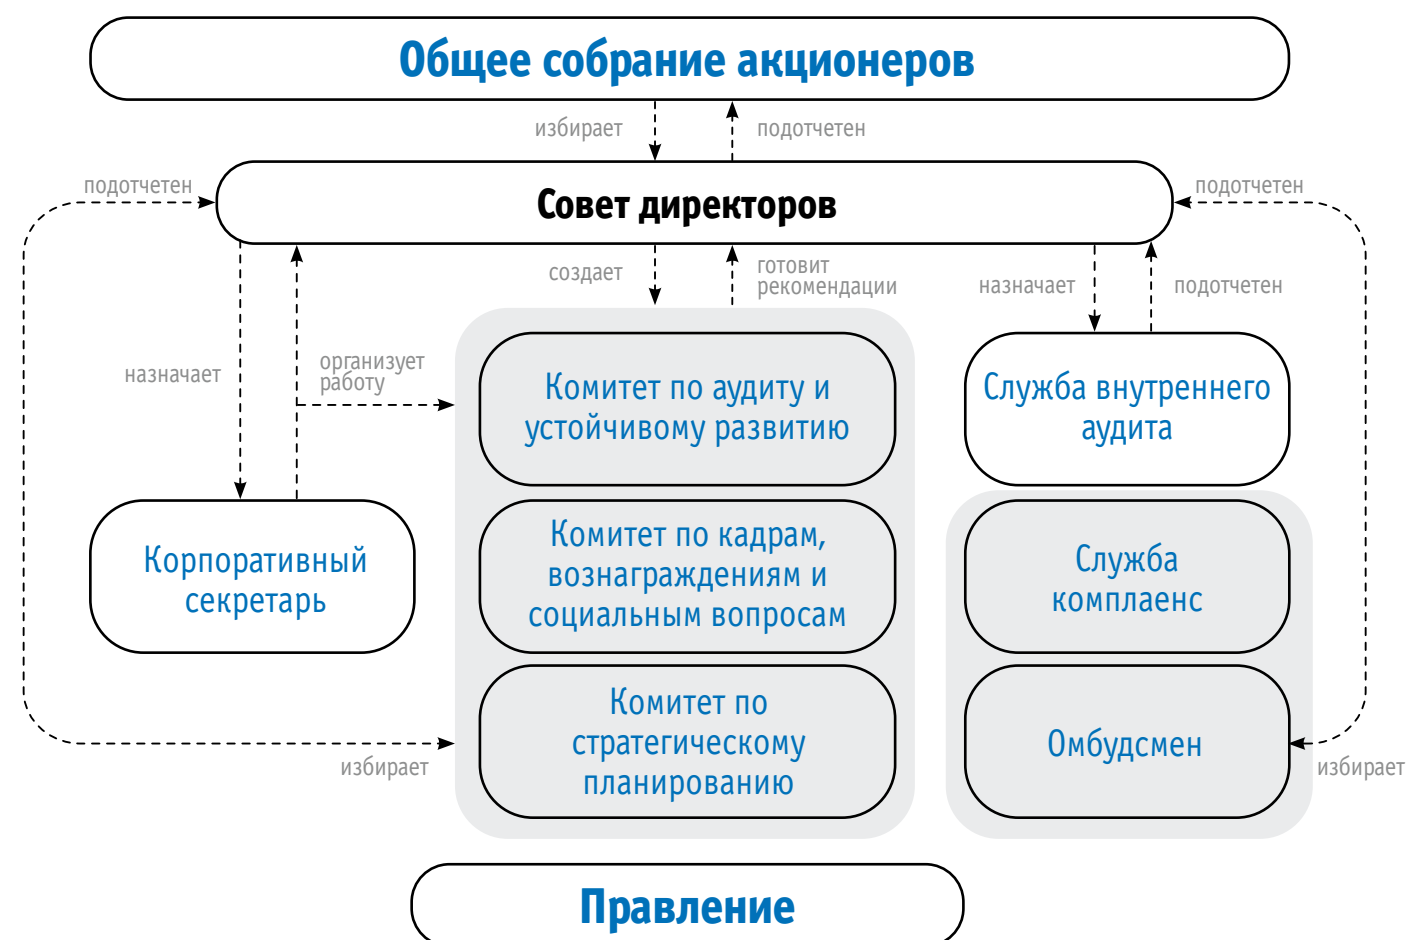 Общее собрание акционеров
избирает
подотчетен
подотчетен
Совет директоров
подотчетен
создает
готовит
рекомендации
назначает
подотчетен
назначает
организует
работу
Комитет по аудиту и
устойчивому развитию
Служба внутреннего
аудита
Корпоративный
секретарь
Комитет по кадрам,
вознаграждениям и
социальным вопросам
Служба
комплаенс
Комитет по
стратегическому
планированию
Омбудсмен
избирает
избирает
Правление